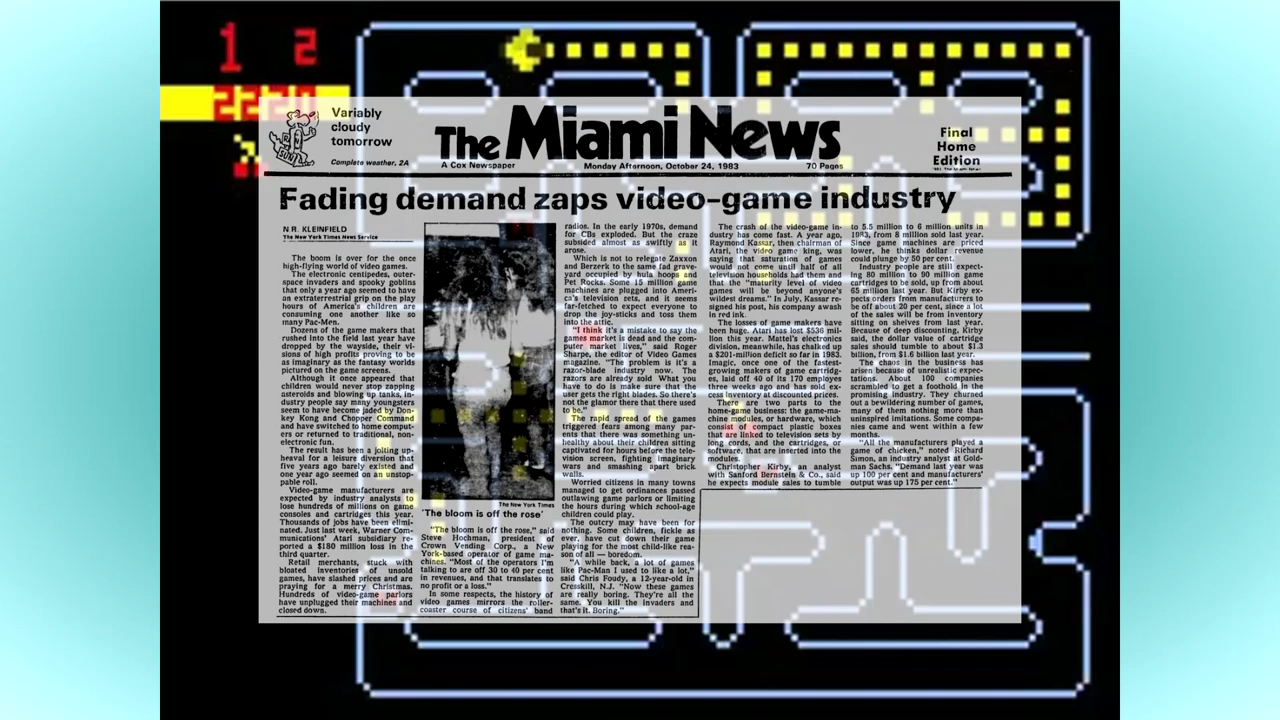 1 2
Variably
cloudy
tomorrow
Complete weather, 2A
The Miami News
A Cox Newspaper
Monday Afternoon, October 24, 1983
70 Pages
Final
Home
Edition
Fading demand zaps video-game industry
N.R. KLEINFIELD
The New York Times News Service
The boom is over for the once
high-flying world of video games.
The electronic centipedes, outer-
space invaders and spooky goblins
heavily a year ago seemed to have
an extraterrestrial grip on the play
hours of America's children are
consuming one another like so
many Pac-Men.
Dozens of the game makers that
rushed into the field last year have
dropped by the wayside, their vi-
sions of high profits proving to be
as imaginary as the fantasy worlds
pictured on the game screens.
Although it once appeared that
children would never stop zapping
asteroids and blowing up tanks, in-
dustry people say many youngsters
seem to have become jaded by Don-
key Kong and Chopper Command
and have switched to home comput-
ers or returned to traditional, non-
electronic fun.
The result has been a jolting up-
heaval for a leisure diversion that
five years ago barely existed and
one year ago seemed on an unstop-
pable roll.
Video-game manufacturers are
expected by industry analysts to
lose hundreds of millions on game
consoles and cartridges this year.
Thousands of jobs have been elimi-
nated. Just last week, Warner Com-
munications' Atari subsidiary re-
ported a $180 million loss in the
third quarter.
Retail merchants, stuck with
bloated inventories of unsold
games, have slashed prices and are
praying for a merry Christmas.
Hundreds of video-game parlors
have unplugged their machines and
closed down.
The New York Times
'The bloom is off the rose'
"The bloom is off the rose," said
Steve Hochman, president of
Crown Vending Corp., a New
York-based operator of game ma-
chines. "Most of the operators I'm
talking to are off 30 to 40 per cent
in revenues, and that translates to
no profit or a loss."
In some respects, the history of
video games mirrors the roller-
coaster course of citizens' band
radios. In the early 1970s, demand
for CBs exploded. But the craze
subsided almost as swiftly as it
arose.
Which is not to relegate Zaxxon
and Berzerk to the same fad grave-
yard occupied by hula hoops and
Pet Rocks. Some 15 million game
machines are plugged into Ameri-
ca's television sets, and it seems
far-fetched to expect everyone to
drop the joy-sticks and toss them
into the attic.
"I think it's a mistake to say the
games market is dead and the com-
puter market lives," said Roger
Sharpe, the editor of Video Games
magazine. "The problem is it's a
razor-blade industry now. The
razors are already sold. What you
have to do is make sure that the
user gets the right blades. So there's
not the glamor there that there used
to be."
The rapid spread of the games
triggered fears among many par-
ents that there was something un-
healthy about their children sitting
captivated for hours before the tele-
vision screen, fighting imaginary
wars and smashing apart brick
walls.
Worried citizens in many towns
managed to get ordinances passed
outlawing game parlors or limiting
the hours during which school-age
children could play.
The outcry may have been for
nothing. Some children, fickle as
ever, have cut down their game
playing for the most child-like rea-
son of all — boredom.
"A while back, a lot of games
like Pac-Man I used to like a lot,"
said Chris Foudy, a 12-year-old in
Cresskill, N.J. "Now these games
are really boring. They're all the
same. You kill the invaders and
that's it. Boring."
The crash of the video-game in-
dustry has come fast. A year ago,
Raymond Kassar, then chairman of
Atari, the video game king, was
saying that saturation of games
would not come until half of all
television households had them and
that the "maturity level of video
games will be beyond anyone's
wildest dreams." In July, Kassar re-
signed his post, his company awash
in red ink.
The losses of game makers have
been huge. Atari has lost $536 mil-
lion this year. Mattel's electronics
division, meanwhile, has chalked up
a $201-million deficit so far in 1983.
Imagic, once one of the fastest-
growing makers of game cartridg-
es, laid off 40 of its 170 employes
three weeks ago and has sold ex-
cess inventory at discounted prices.
There are two parts to the
home-game business: the game-ma-
chine modules, or hardware, which
consist of compact plastic boxes
that are linked to television sets by
long cords, and the cartridges, or
software, that are inserted into the
modules.
Christopher Kirby, an analyst
with Sanford Bernstein & Co., said
he expects module sales to tumble
to 5.5 million to 6 million units in
1983, from 8 million sold last year.
Since game machines are priced
lower, he thinks dollar revenue
could plunge by 50 per cent.
Industry people are still expect-
ing 80 million to 90 million game
cartridges to be sold, up from about
65 million last year. But Kirby ex-
pects orders from manufacturers to
be off about 20 per cent, since a lot
of the sales will be from inventory
sitting on shelves from last year.
Because of deep discounting, Kirby
said, the dollar value of cartridge
sales should tumble to about $1.3
billion, from $1.6 billion last year.
The chaos in the business has
arisen because of unrealistic expec-
tations. About 100 companies
scrambled to get a foothold in the
promising industry. They churned
out a bewildering number of games,
many of them nothing more than
uninspired imitations. Some compa-
nies came and went within a few
months.
"All the manufacturers played a
game of chicken," noted Richard
Simon, an industry analyst at Gold-
man Sachs. "Demand last year was
up 100 per cent and manufacturers'
output was up 175 per cent."